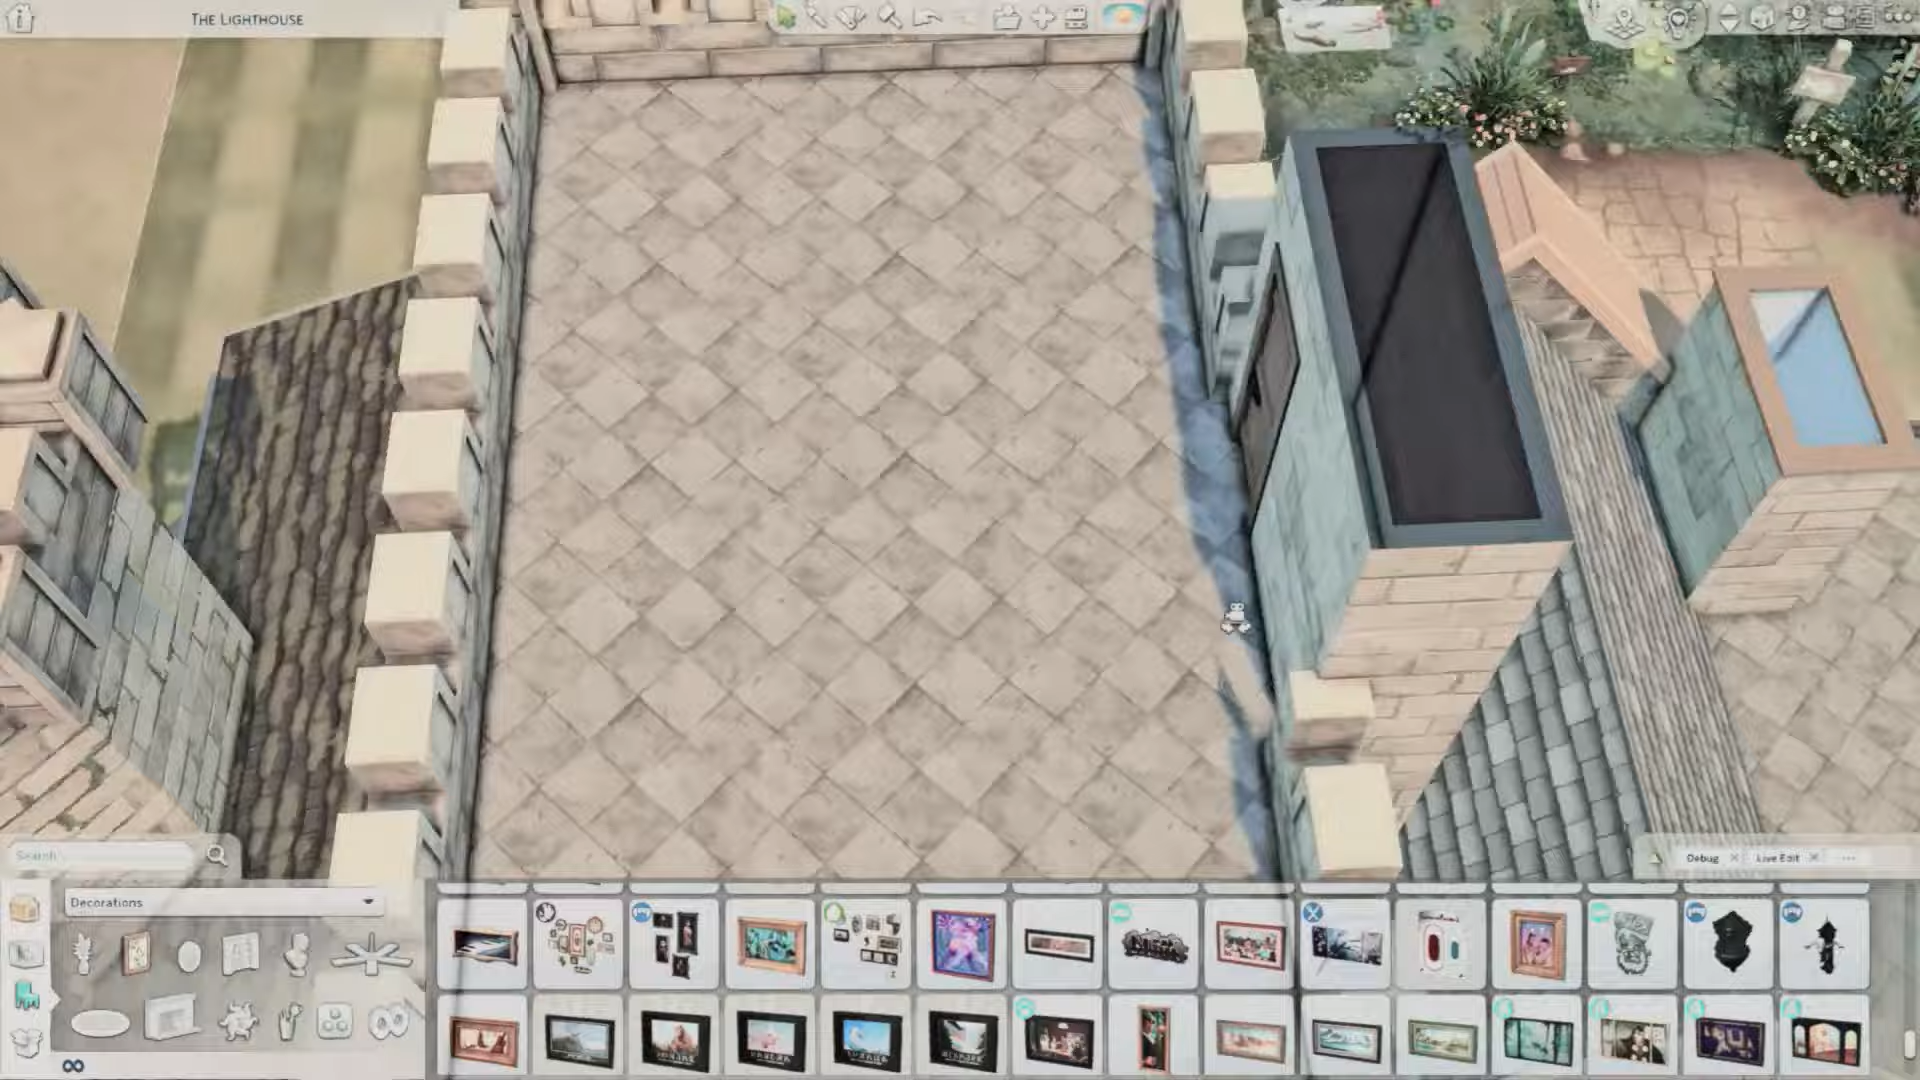 THE LIGHTHOUSE
Search
Debug
Live Edit
Decorations